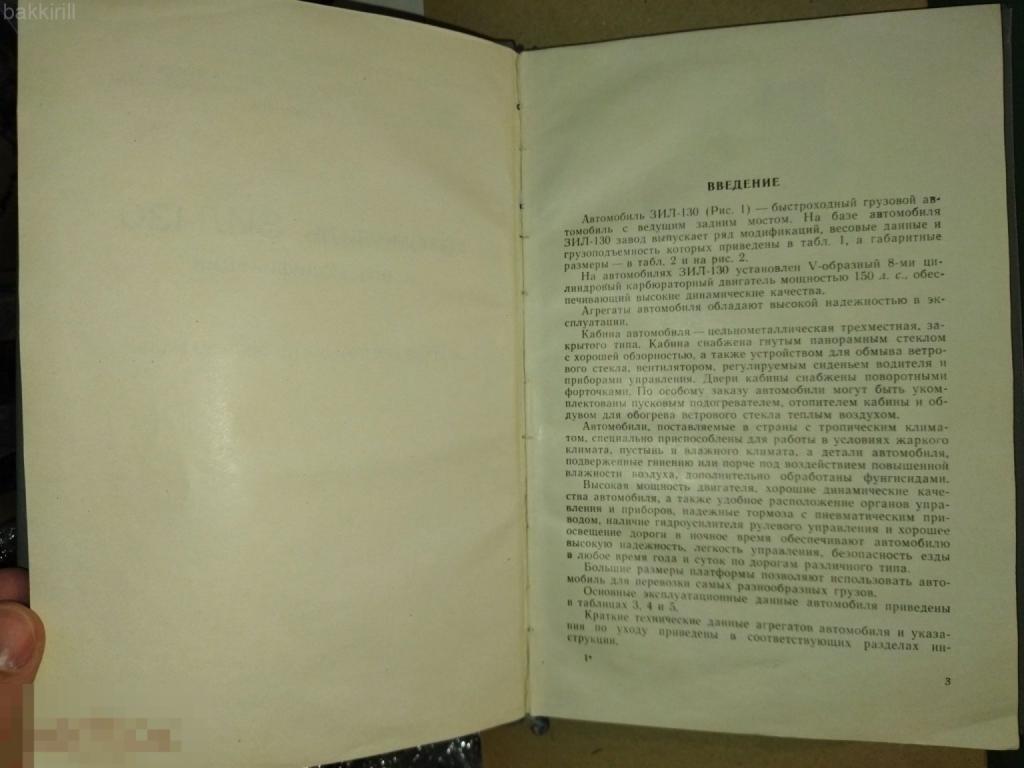 bakkirill
ВВЕДЕНИЕ
Автомобиль ЗИЛ-130 (Рис. 1) — быстроходный грузовой ав-
томобиль с ведущим задним мостом. На базе автомобиля
ЗИЛ-130 завод выпускает ряд модификаций, весовые данные и
грузоподъемность которых приведены в табл. 1, а габаритные
размеры — в табл. 2 и на рис. 2.
На автомобилях ЗИЛ-130 установлен V-образный 8-ми ци-
линдровый карбюраторный двигатель мощностью 150 л. с., обес-
печивающий высокие динамические качества.
Агрегаты автомобиля обладают высокой надежностью в эк-
сплуатации.
Кабина автомобиля — цельнометаллическая трехместная, за-
крытого типа. Кабина снабжена гнутым панорамным стеклом
с хорошей обзорностью, а также устройством для обмыва ветро-
вого стекла, вентилятором, регулируемым сиденьем водителя и
приборами управления. Двери кабины снабжены поворотными
форточками. По особому заказу автомобили могут быть уком-
плектованы пусковым подогревателем, отопителем кабины и об-
дувом для обогрева ветрового стекла теплым воздухом.
Автомобили, поставляемые в страны с тропическим клима-
том, специально приспособлены для работы в условиях жаркого
климата, пустынь и влажного климата, а детали автомобиля,
подверженные гниению или порче под воздействием повышенной
влажности воздуха, дополнительно обработаны фунгисидами.
Высокая мощность двигателя, хорошие динамические каче-
ства автомобиля, а также удобное расположение органов упра-
вления и приборов, надежные тормоза с пневматическим при-
водом, наличие гидроусилителя рулевого управления и хорошее
освещение дороги в ночное время обеспечивают автомобилю
высокую надежность, легкость управления, безопасность езды
в любое время года и суток по дорогам различного типа.
Большие размеры платформы позволяют использовать авто-
мобиль для перевозки самых разнообразных грузов.
Основные эксплуатационные данные автомобиля приведены
в таблицах 3, 4 и 5.
Краткие технические данные агрегатов автомобиля и указа-
ния по уходу приведены в соответствующих разделах ин-
струкции.
1*
3